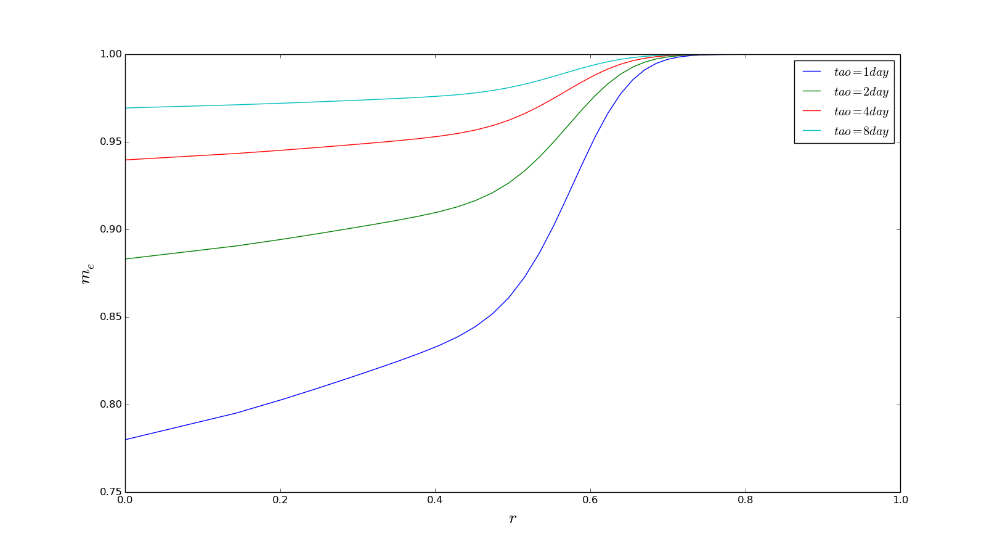 1.00
0.95
0.90
0.85
0.80
0.75
m_e
0.0 0.2 0.4 0.6 0.8 1.0
r
tao = 1day
tao = 2day
tao = 4day
tao = 8day